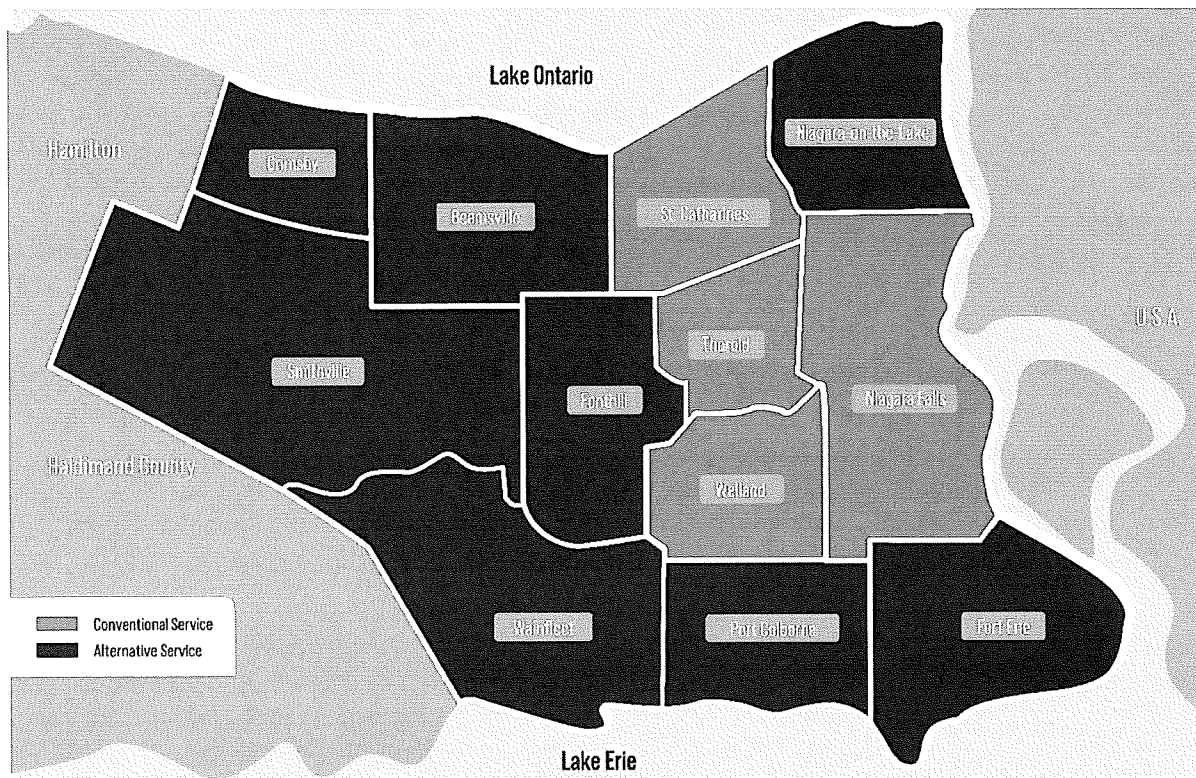 Lake Ontario
Niagara-on-the-Lake
Hamilton
Grimsby
Beamsville
St. Catharines
U.S.A.
Thorold
Smithville
Fonthill
Niagara Falls
Haldimand County
Welland
Conventional Service
Alternative Service
Wainfleet
Port Colborne
Fort Erie
Lake Erie